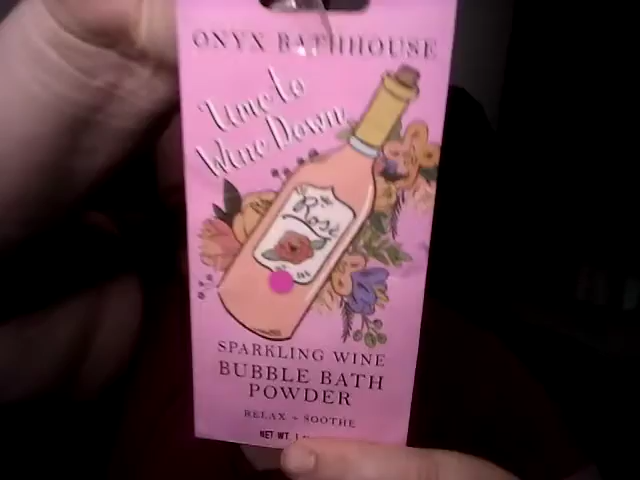 ONYX BATHHOUSE
Time to
Wine Down
Rosé
SPARKLING WINE
BUBBLE BATH
POWDER
RELAX + SOOTHE
NET WT.